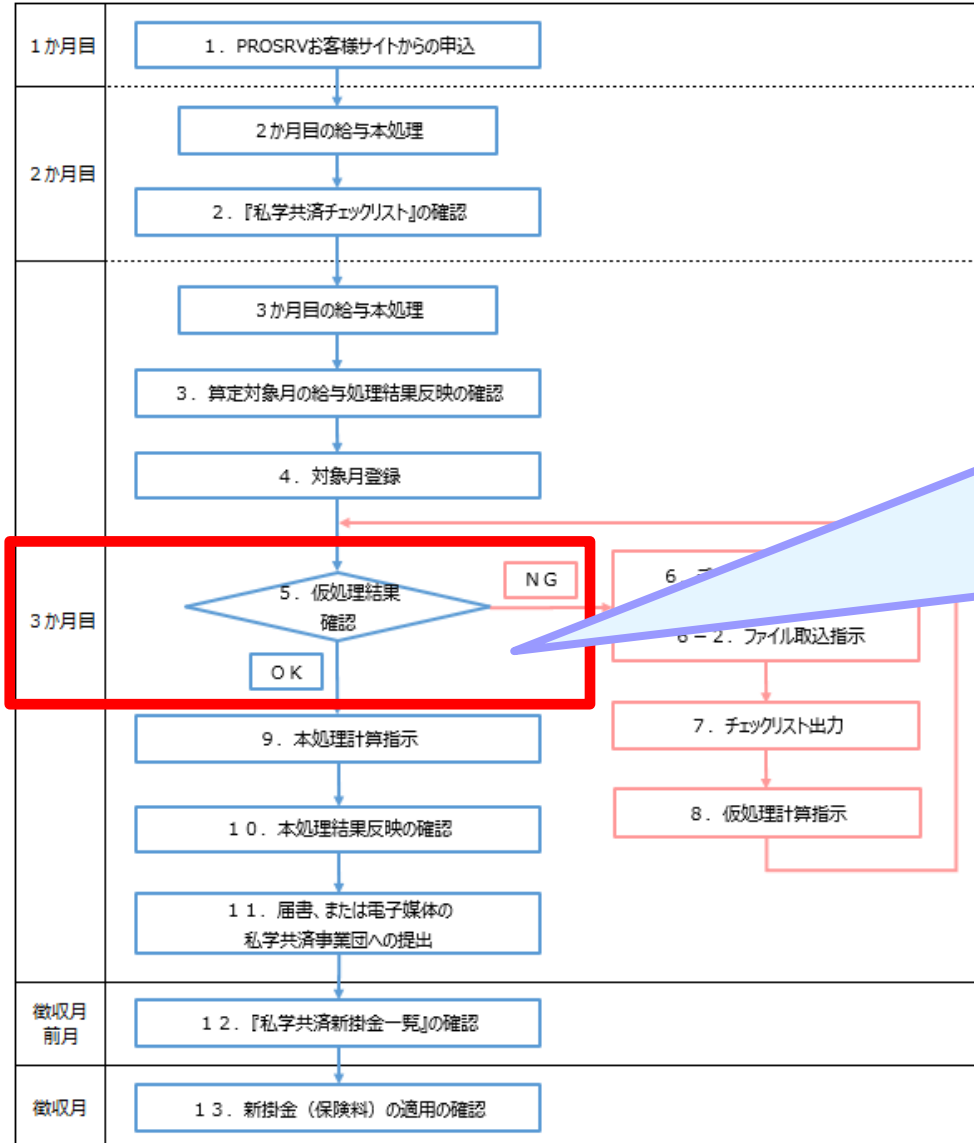 1か月目
1．PROSRVお客様サイトからの申込
2か月目
2か月目の給与本処理
2．『私学共済チェックリスト』の確認
3か月目
3か月目の給与本処理
3．算定対象月の給与処理結果反映の確認
4．対象月登録
5．仮処理結果
確認
NG
OK
6．
6－2．ファイル取込指示
7．チェックリスト出力
8．仮処理計算指示
9．本処理計算指示
10．本処理結果反映の確認
11．届書、または電子媒体の
私学共済事業団への提出
徴収月
前月
12．『私学共済新掛金一覧』の確認
徴収月
13．新掛金（保険料）の適用の確認